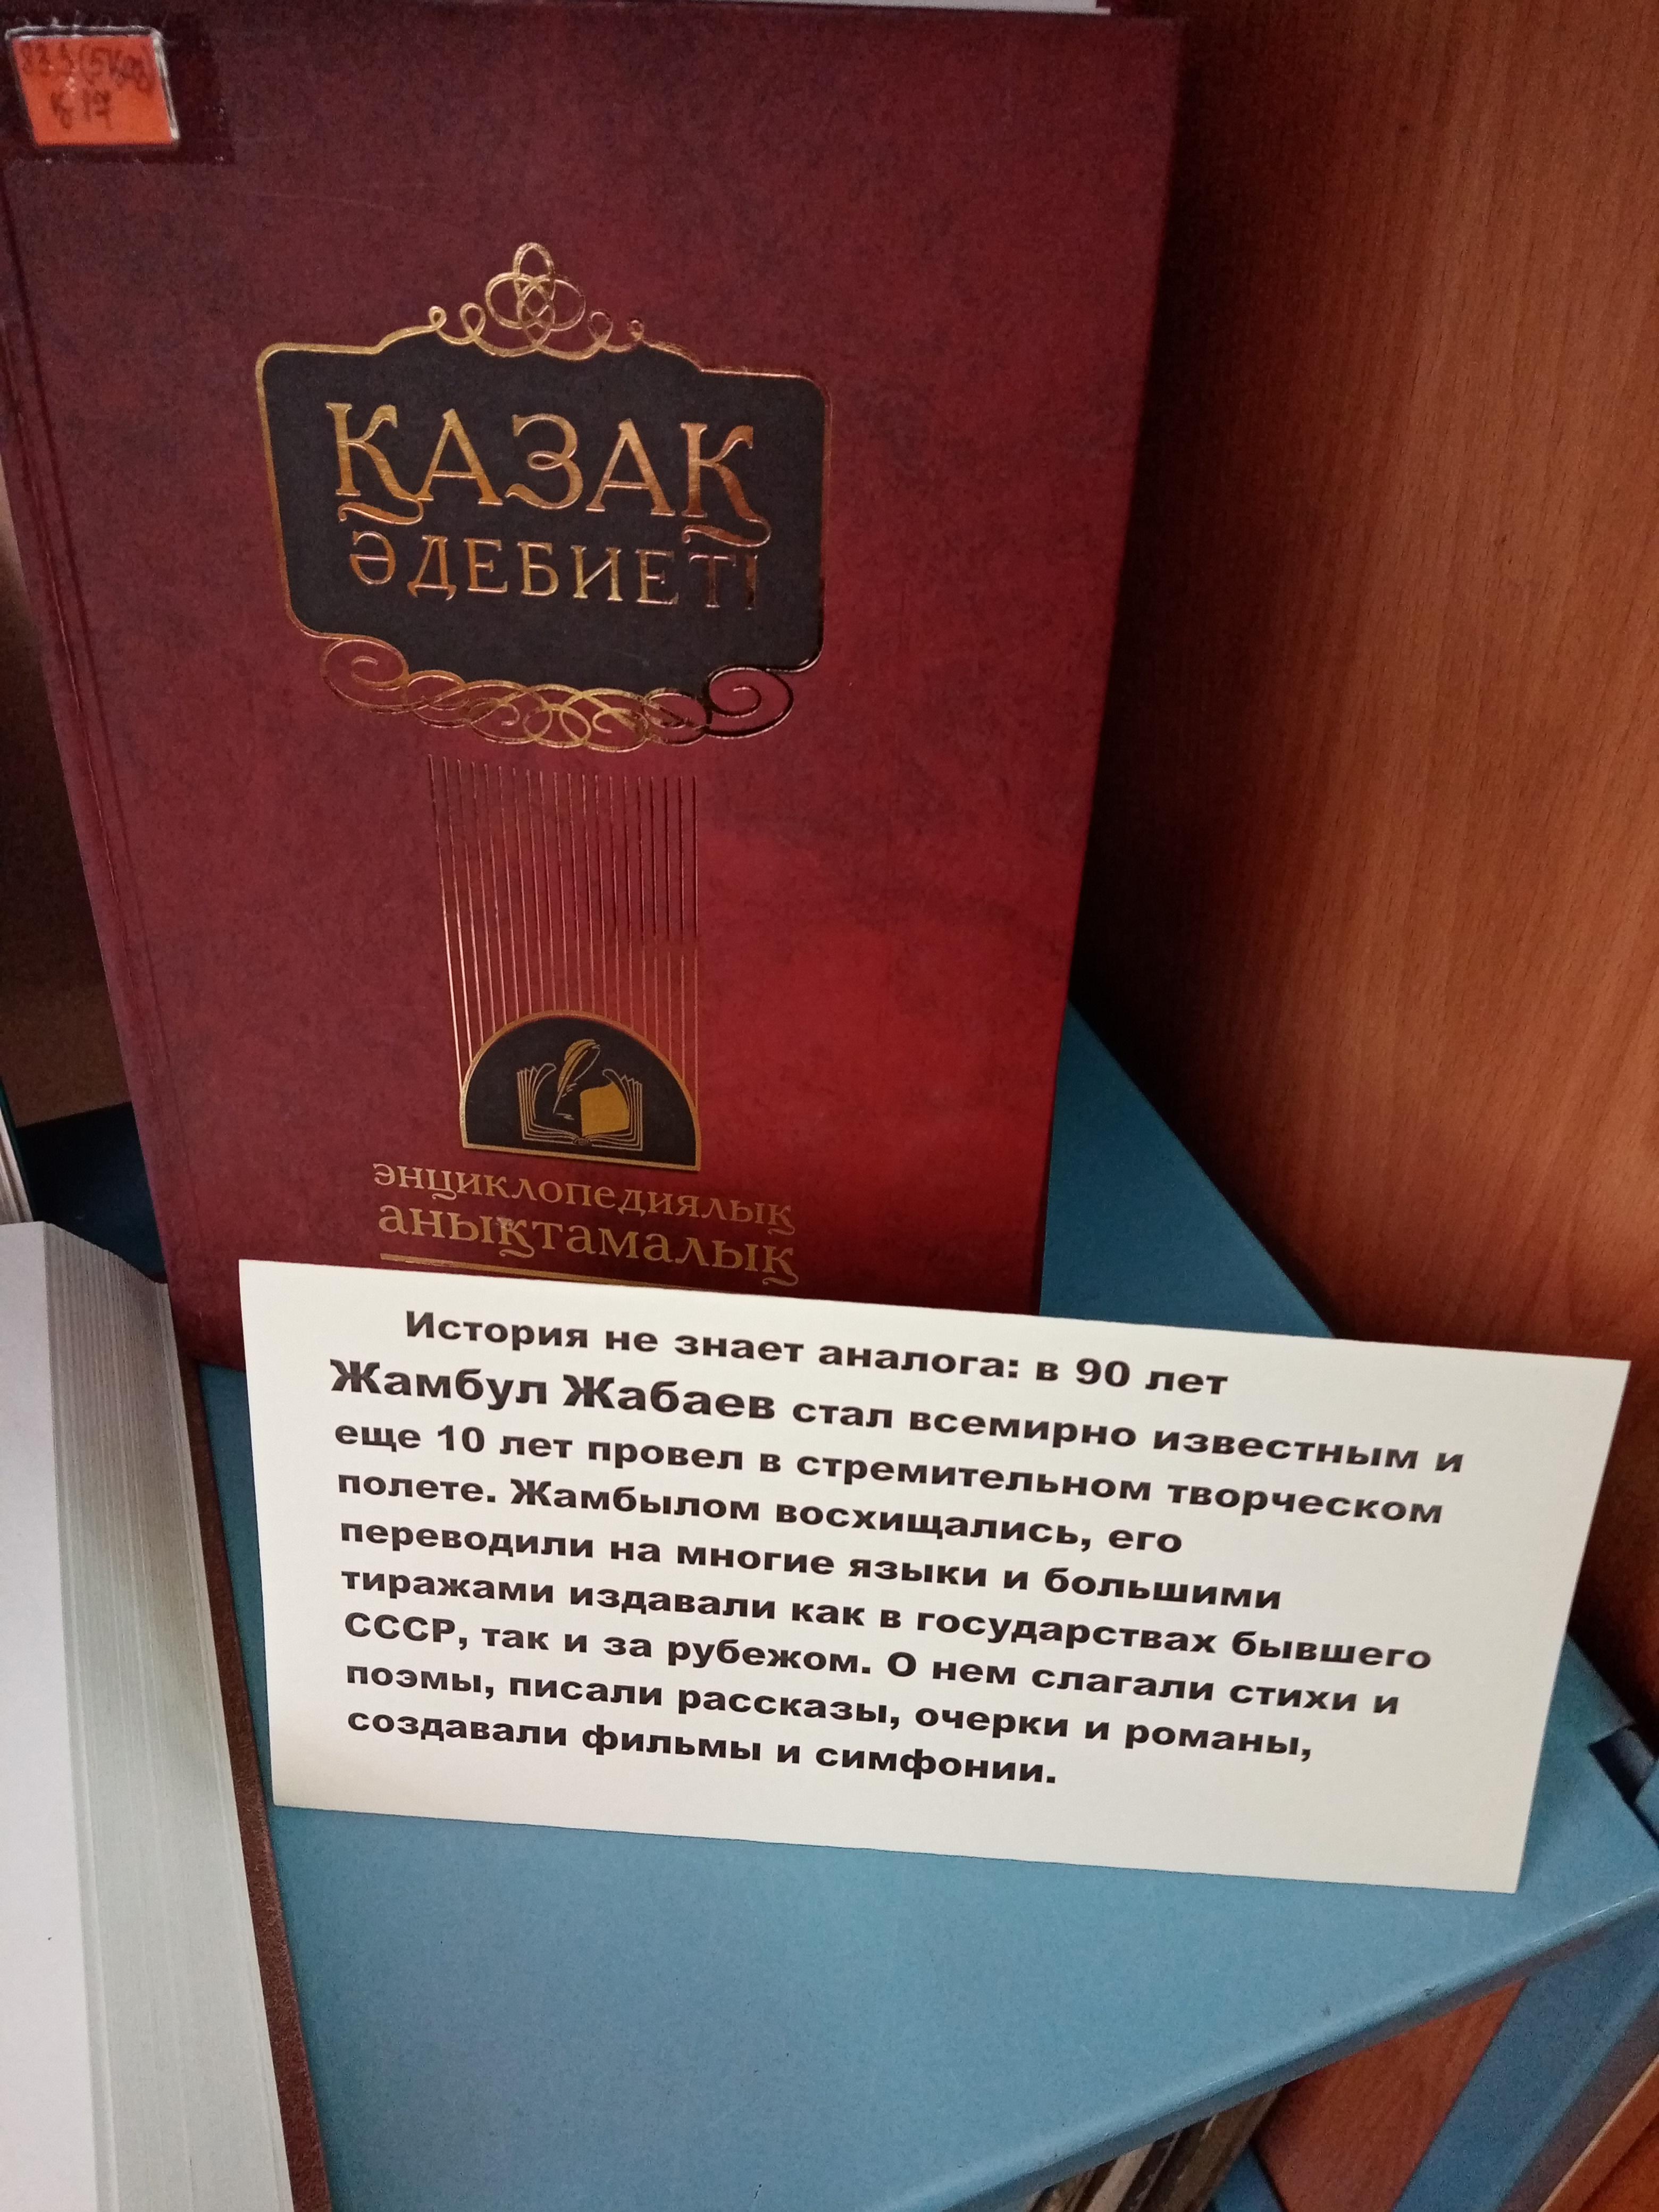 ҚАЗАҚ
ӘДЕБИЕТІ
ЭНЦИКЛОПЕДИЯЛЫҚ
АНЫҚТАМАЛЫҚ
История не знает аналога: в 90 лет
Жамбул Жабаев стал всемирно известным и
еще 10 лет провел в стремительном творческом
полете. Жамбылом восхищались, его
переводили на многие языки и большими
тиражами издавали как в государствах бывшего
СССР, так и за рубежом. О нем слагали стихи и
поэмы, писали рассказы, очерки и романы,
создавали фильмы и симфонии.